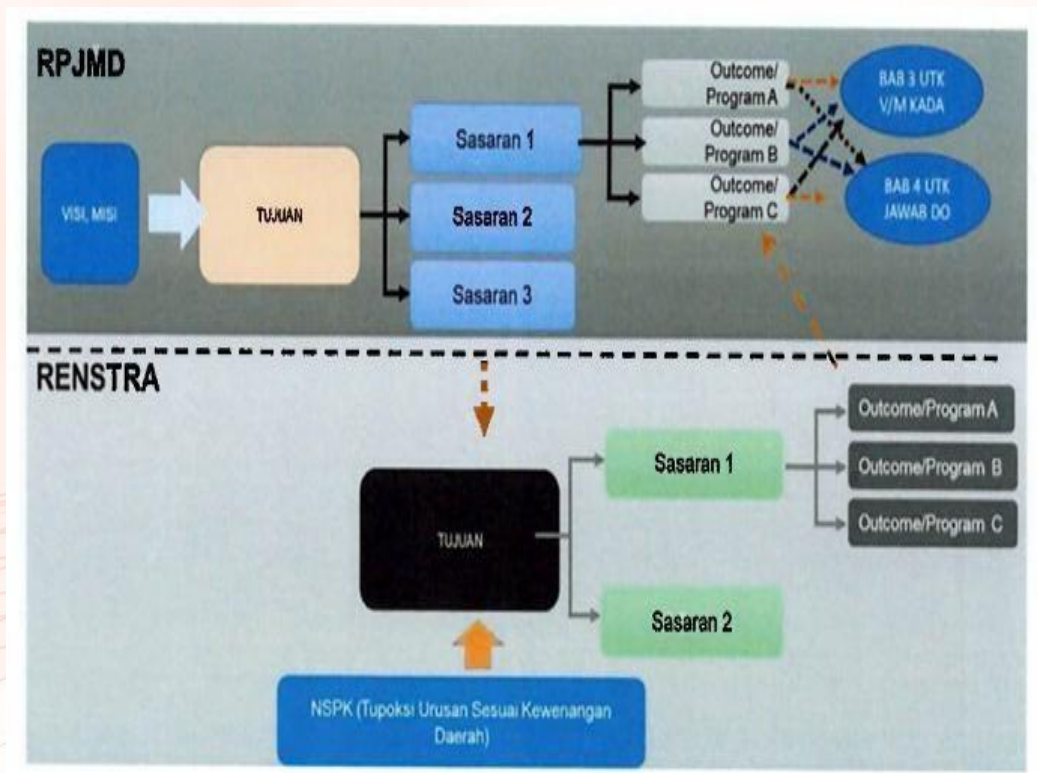 RPJMD
VISI, MISI
TUJUAN
Sasaran 1
Sasaran 2
Sasaran 3
Outcome/
Program A
Outcome/
Program B
Outcome/
Program C
BAB 3 UTK
V/M KADA
BAB 4 UTK
JAWAB DO
RENSTRA
TUJUAN
Sasaran 1
Sasaran 2
Outcome/Program A
Outcome/Program B
Outcome/Program C
NSPK (Tupoksi Urusan Sesuai Kewenangan
Daerah)